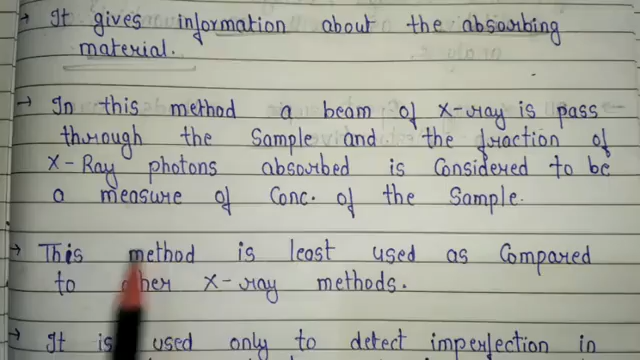 → It gives information about the absorbing
material.
→ In this method a beam of X-ray is pass
through the Sample and the fraction of
X-Ray photons absorbed is Considered to be
a measure of Conc. of the Sample.
→ This method is least used as Compared
to other X-ray methods.
→ It is used only to detect imperfection in